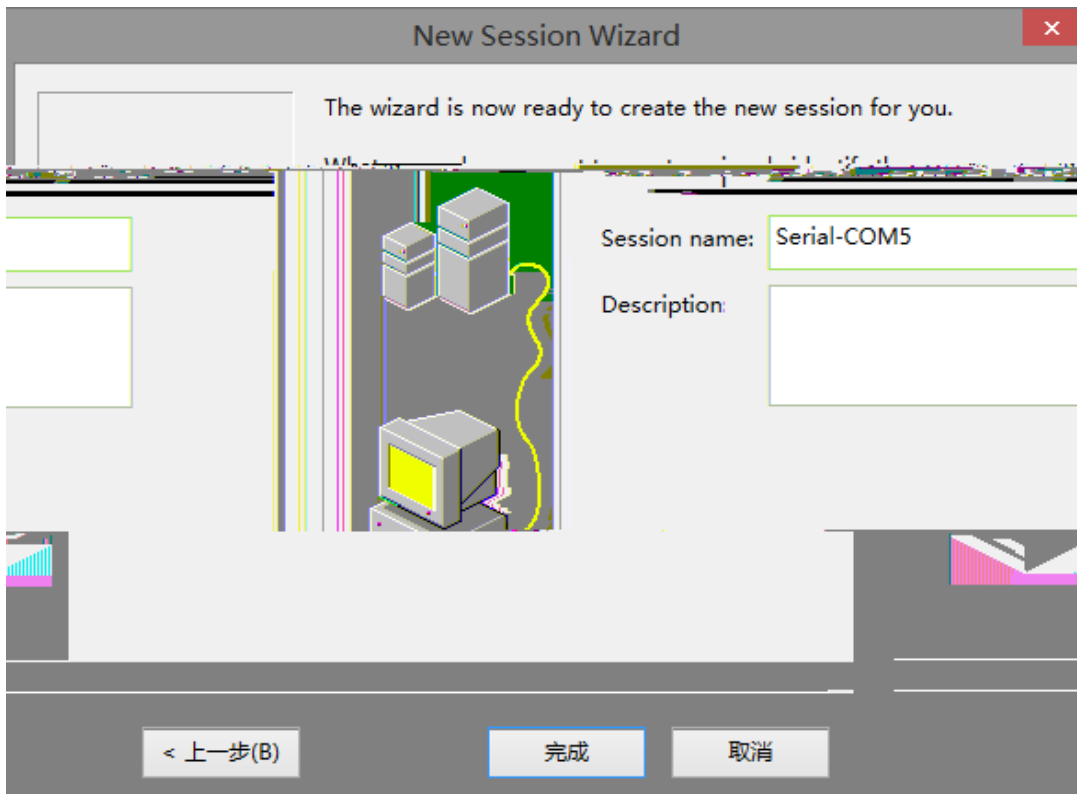 New Session Wizard
The wizard is now ready to create the new session for you.
Session name: Serial-COM5
Description:
< 上一步(B)
完成
取消